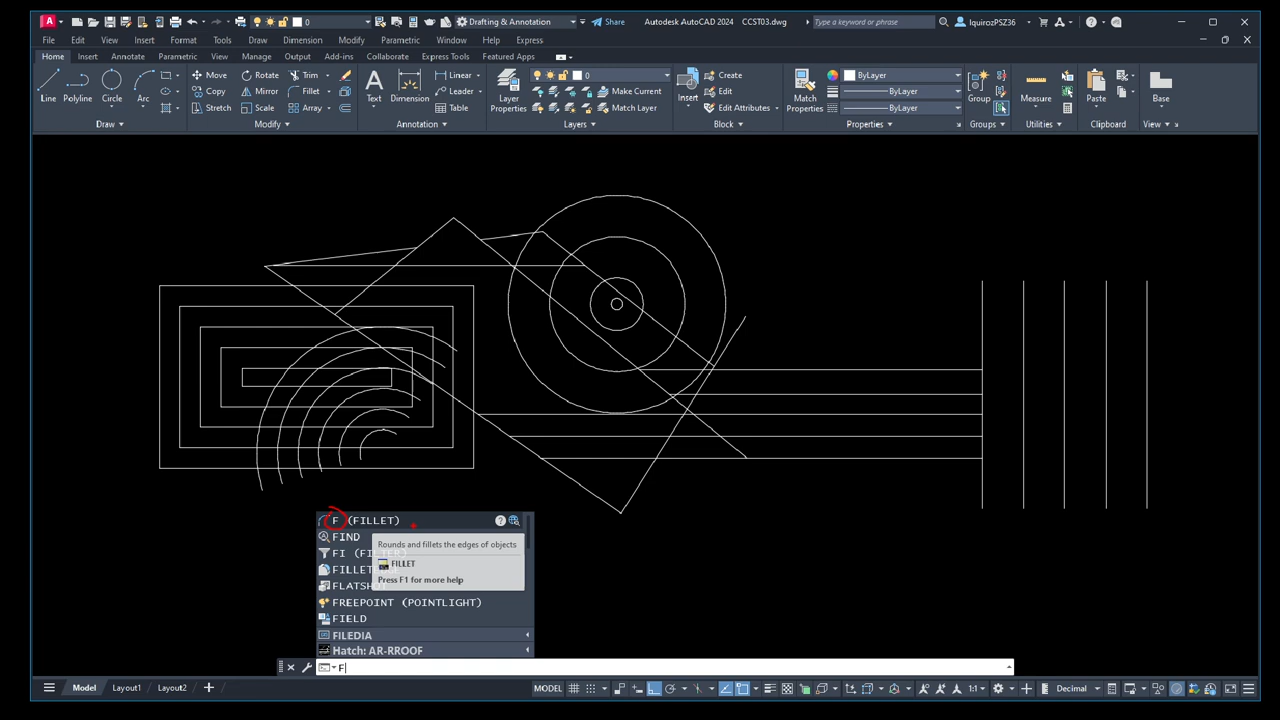 0 Drafting & Annotation Share Autodesk AutoCAD 2024 CCST03.dwg Type a keyword or phrase lquirozPSZ36
File Edit View Insert Format Tools Draw Dimension Modify Parametric Window Help Express
Home Insert Annotate Parametric View Manage Output Add-ins Collaborate Express Tools Featured Apps
Line Polyline Circle Arc
Draw
Move Rotate Trim
Copy Mirror Fillet
Stretch Scale Array
Modify
Text Dimension
Linear
Leader
Table
Annotation
Layer Properties
0
Make Current
Match Layer
Layers
Insert
Create
Edit
Edit Attributes
Block
Match Properties
ByLayer
ByLayer
ByLayer
Properties
Group
Groups
Measure
Utilities
Paste
Clipboard
Base
View
F (FILLET)
FIND
Rounds and fillets the edges of objects
FI (FILTER)
FILLET
FILLET
Press F1 for more help
FLATSHOT
FREEPOINT (POINTLIGHT)
FIELD
FILEDIA
Hatch: AR-RROOF
F
Model Layout1 Layout2 + MODEL 1:1 Decimal